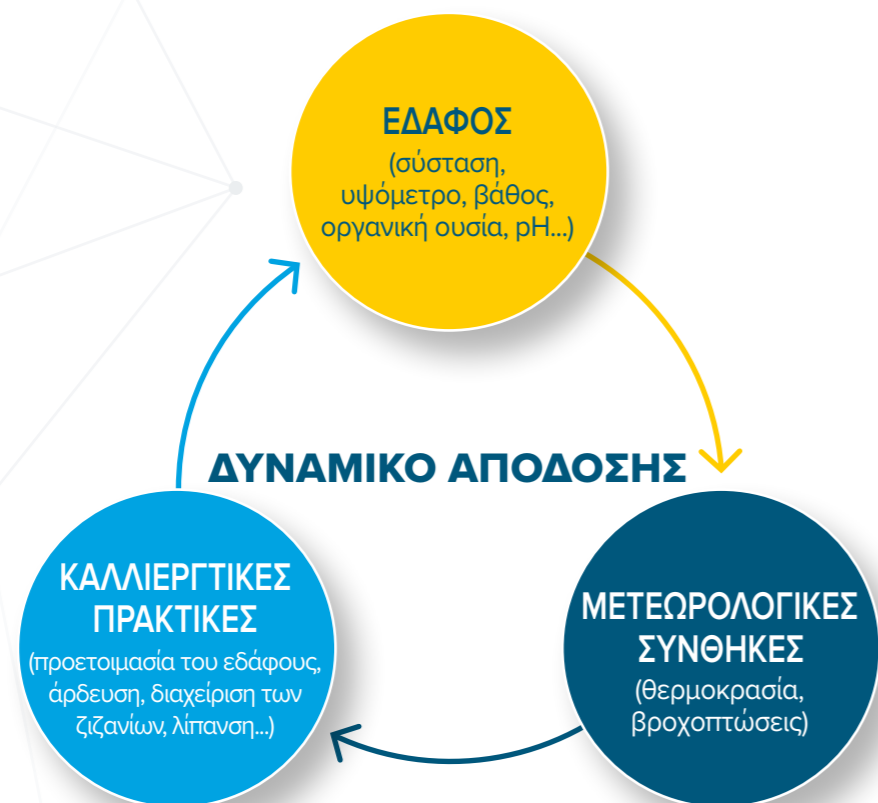 ΕΔΑΦΟΣ
(σύσταση,
υψόμετρο, βάθος,
οργανική ουσία, pH...)
ΔΥΝΑΜΙΚΟ ΑΠΟΔΟΣΗΣ
ΚΑΛΛΙΕΡΓΤΙΚΕΣ
ΠΡΑΚΤΙΚΕΣ
(προετοιμασία του εδάφους,
άρδευση, διαχείριση των
ζιζανίων, λίπανση...)
ΜΕΤΕΩΡΟΛΟΓΙΚΕΣ
ΣΥΝΘΗΚΕΣ
(θερμοκρασία,
βροχοπτώσεις)